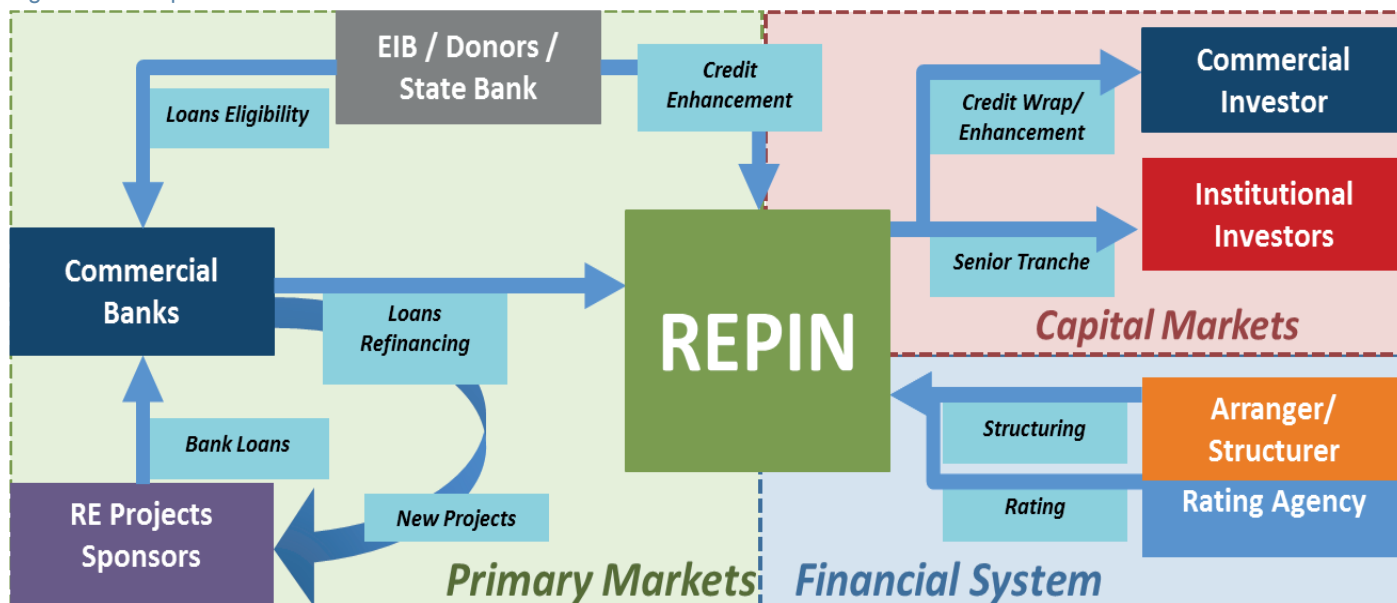 EIB / Donors /
State Bank
Credit
Enhancement
Loans Eligibility
Commercial
Banks
Loans
Refinancing
Bank Loans
New Projects
RE Projects
Sponsors
Primary Markets
REPIN
Credit Wrap/
Enhancement
Commercial
Investor
Institutional
Investors
Senior Tranche
Capital Markets
Structuring
Arranger/
Structurer
Rating
Rating Agency
Financial System